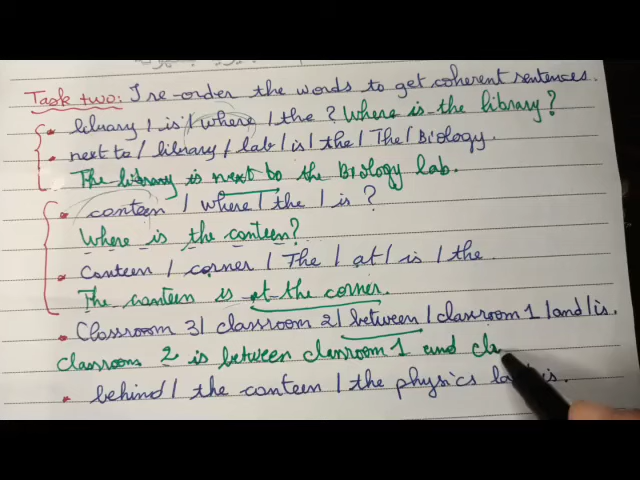 Task two: I re-order the words to get coherent sentences.
• library / is / where / the ? Where is the library?
• next to / library / lab / is / the / The / Biology.
The library is next to the Biology lab.
• canteen / where / the / is ?
Where is the canteen?
• Canteen / corner / The / at / is / the
The canteen is at the corner.
• Classroom 3 / classroom 2 / between / classroom 1 / and / is.
Classroom 2 is between classroom 1 and cla
• behind / the canteen / the physics is.